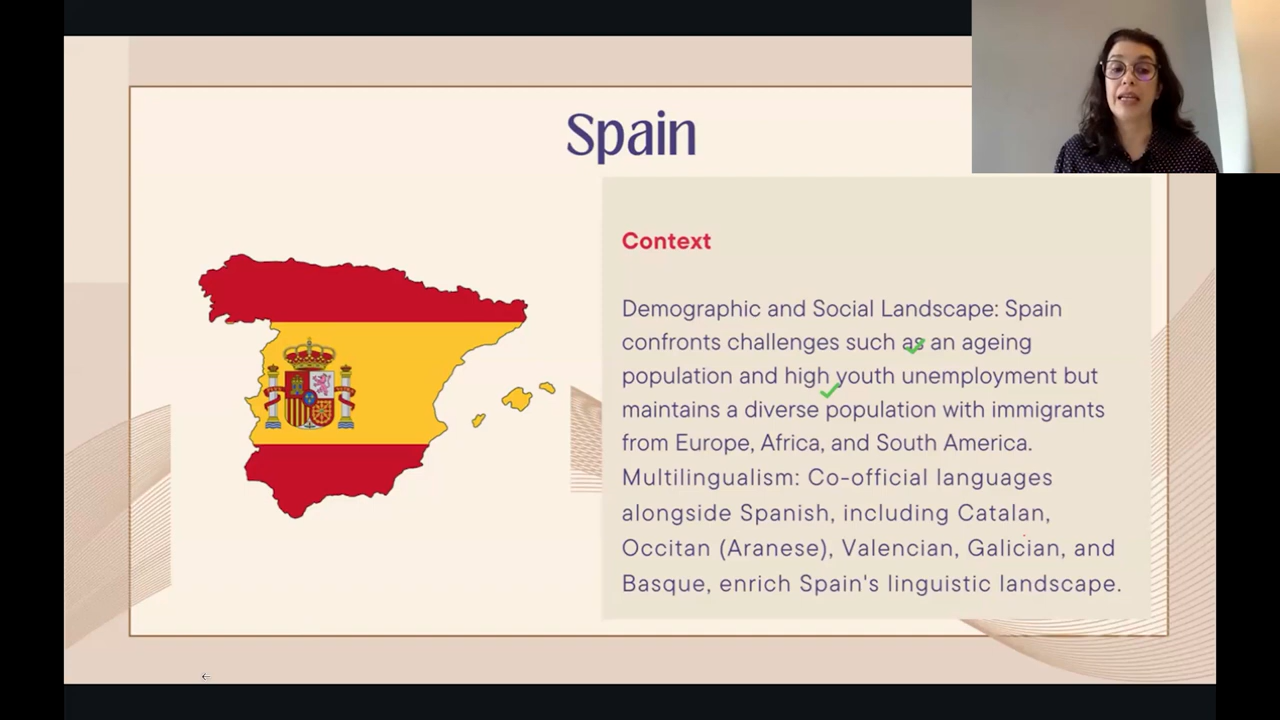 Spain
Context
Demographic and Social Landscape: Spain
confronts challenges such as an ageing
population and high youth unemployment but
maintains a diverse population with immigrants
from Europe, Africa, and South America.
Multilingualism: Co-official languages
alongside Spanish, including Catalan,
Occitan (Aranese), Valencian, Galician, and
Basque, enrich Spain's linguistic landscape.